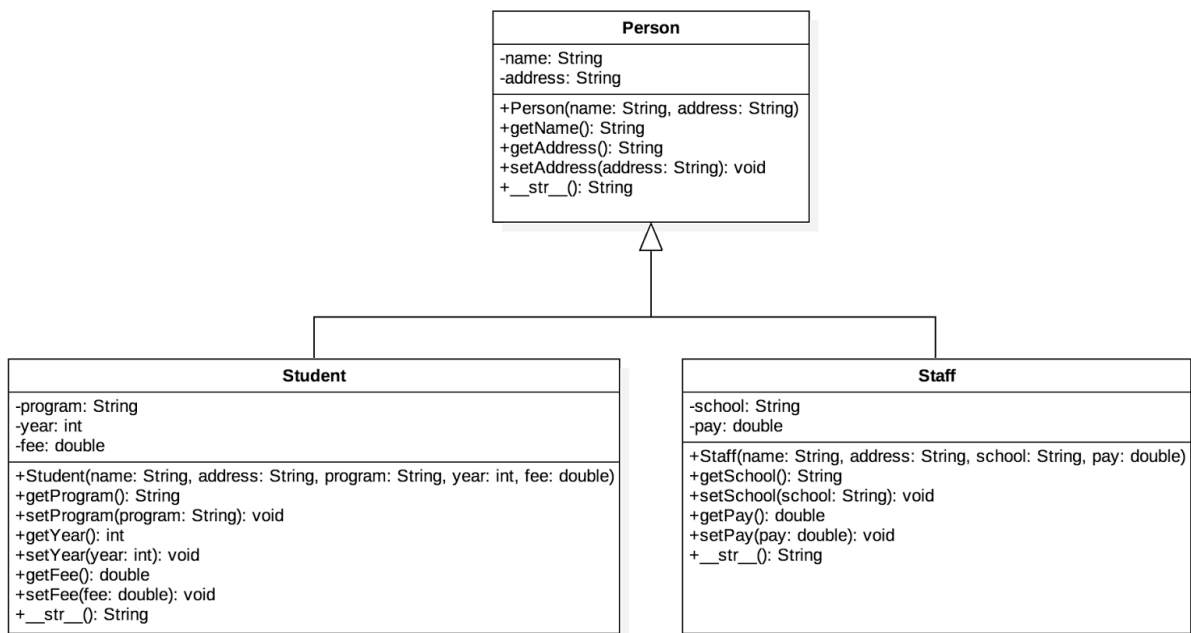 Person
-name: String
-address: String
+Person(name: String, address: String)
+getName(): String
+getAddress(): String
+setAddress(address: String): void
+__str__(): String
Student
-program: String
-year: int
-fee: double
+Student(name: String, address: String, program: String, year: int, fee: double)
+getProgram(): String
+setProgram(program: String): void
+getYear(): int
+setYear(year: int): void
+getFee(): double
+setFee(fee: double): void
+__str__(): String
Staff
-school: String
-pay: double
+Staff(name: String, address: String, school: String, pay: double)
+getSchool(): String
+setSchool(school: String): void
+getPay(): double
+setPay(pay: double): void
+__str__(): String